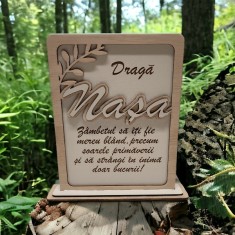 Dragă
Nașa
Zâmbetul să îți fie
mereu blând, precum
soarele primăverii
și să strângi în inimă
doar bucurii!